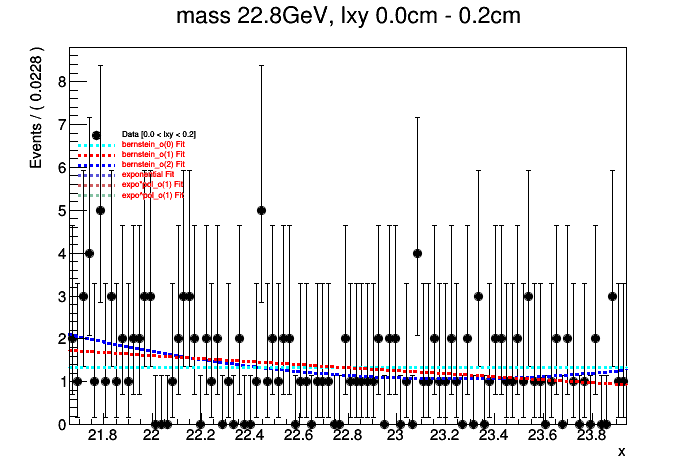 mass 22.8GeV, lxy 0.0cm - 0.2cm
Events / ( 0.0228 )
8
7
6
5
4
3
2
1
0
Data [0.0 < lxy < 0.2]
bernstein_o(0) Fit
bernstein_o(1) Fit
bernstein_o(2) Fit
exponential Fit
expo*pol_o(1) Fit
expo*pol_o(1) Fit
21.8 22 22.2 22.4 22.6 22.8 23 23.2 23.4 23.6 23.8
x